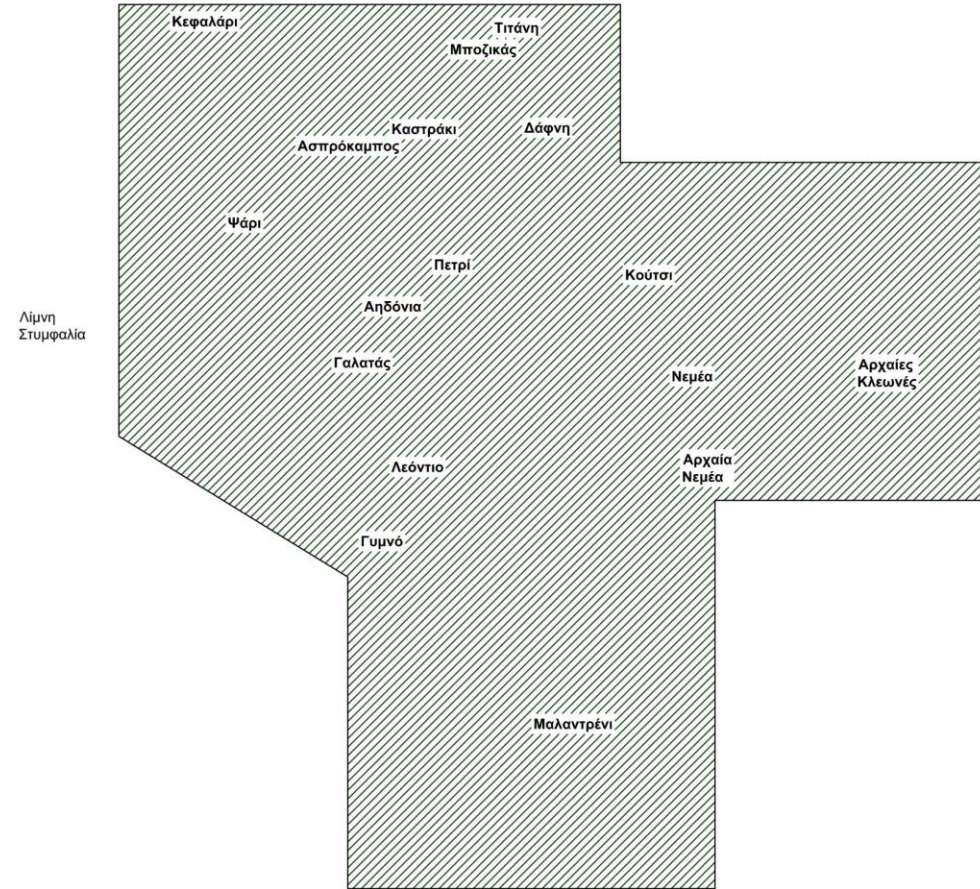 Κεφαλάρι
Τιτάνη
Μποζικάς
Καστράκι
Δάφνη
Ασπρόκαμπος
Ψάρι
Πετρί
Κούτσι
Αηδόνια
Λίμνη
Στυμφαλία
Γαλατάς
Νεμέα
Αρχαίες
Κλεωνές
Λεόντιο
Αρχαία
Νεμέα
Γυμνό
Μαλαντρένι